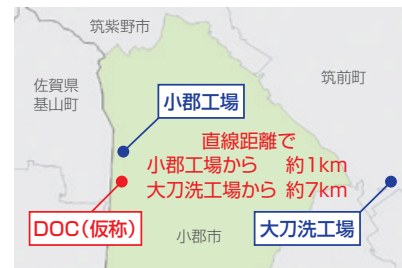 筑紫野市
佐賀県
基山町
筑前町
小郡工場
直線距離で
小郡工場から 約1km
大刀洗工場から 約7km
DOC(仮称)
小郡市
大刀洗工場